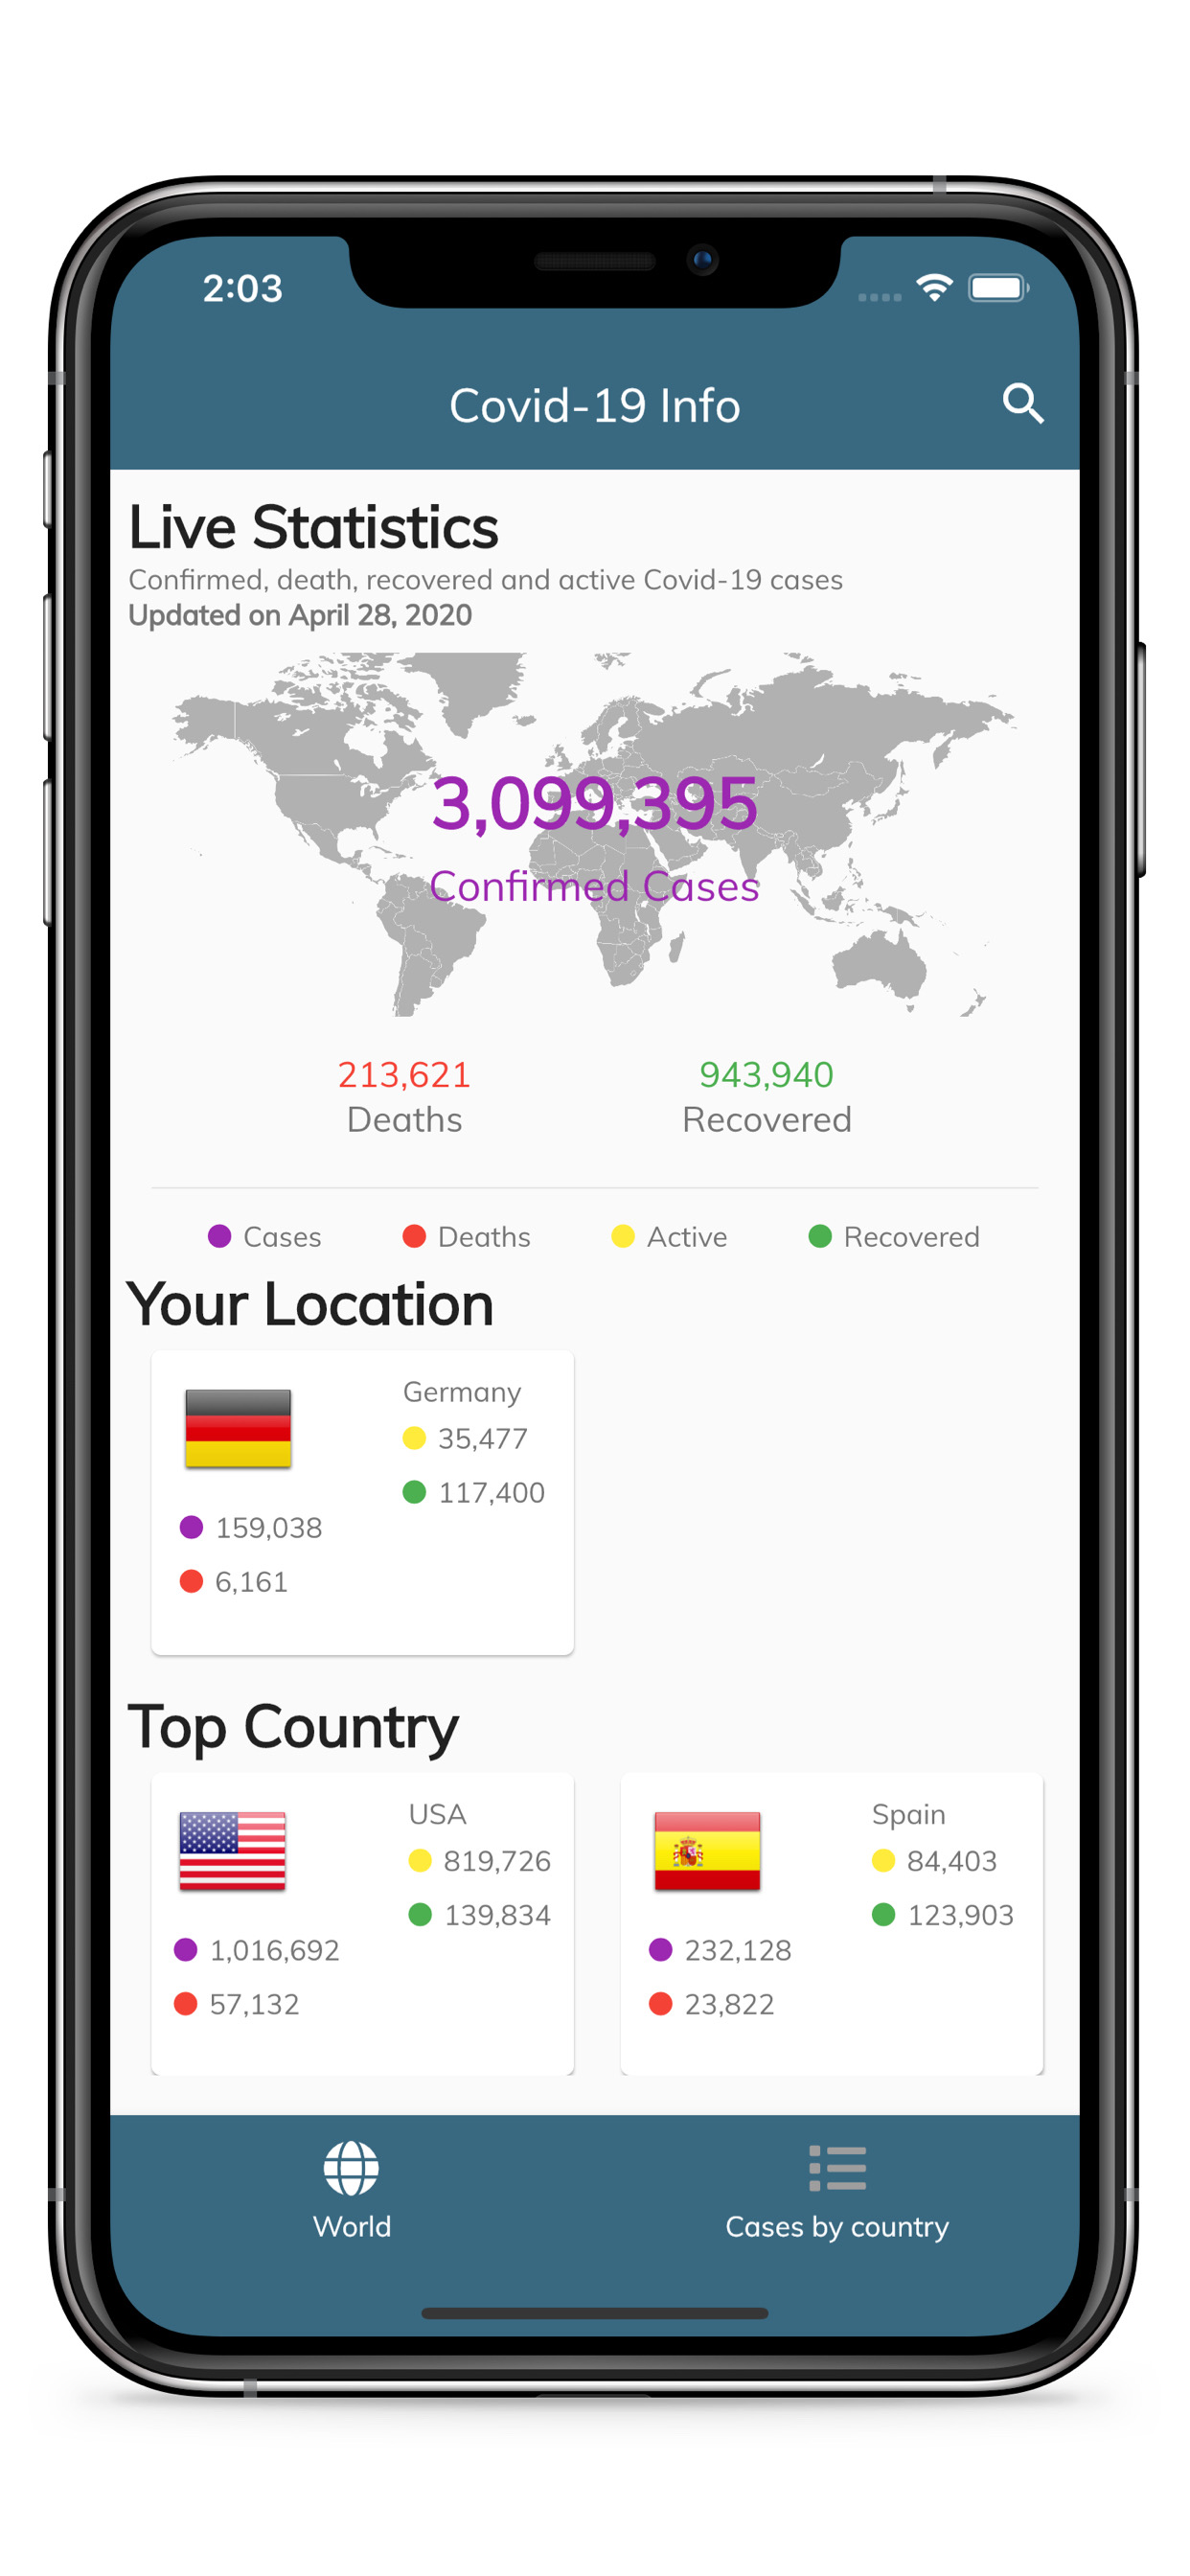 2:03
Covid-19 Info
Live Statistics
Confirmed, death, recovered and active Covid-19 cases
Updated on April 28, 2020
3,099,395
Confirmed Cases
213,621 943,940
Deaths Recovered
Cases Deaths Active Recovered
Your Location
Germany
35,477
117,400
159,038
6,161
Top Country
USA
819,726
139,834
1,016,692
57,132
Spain
84,403
123,903
232,128
23,822
World Cases by country